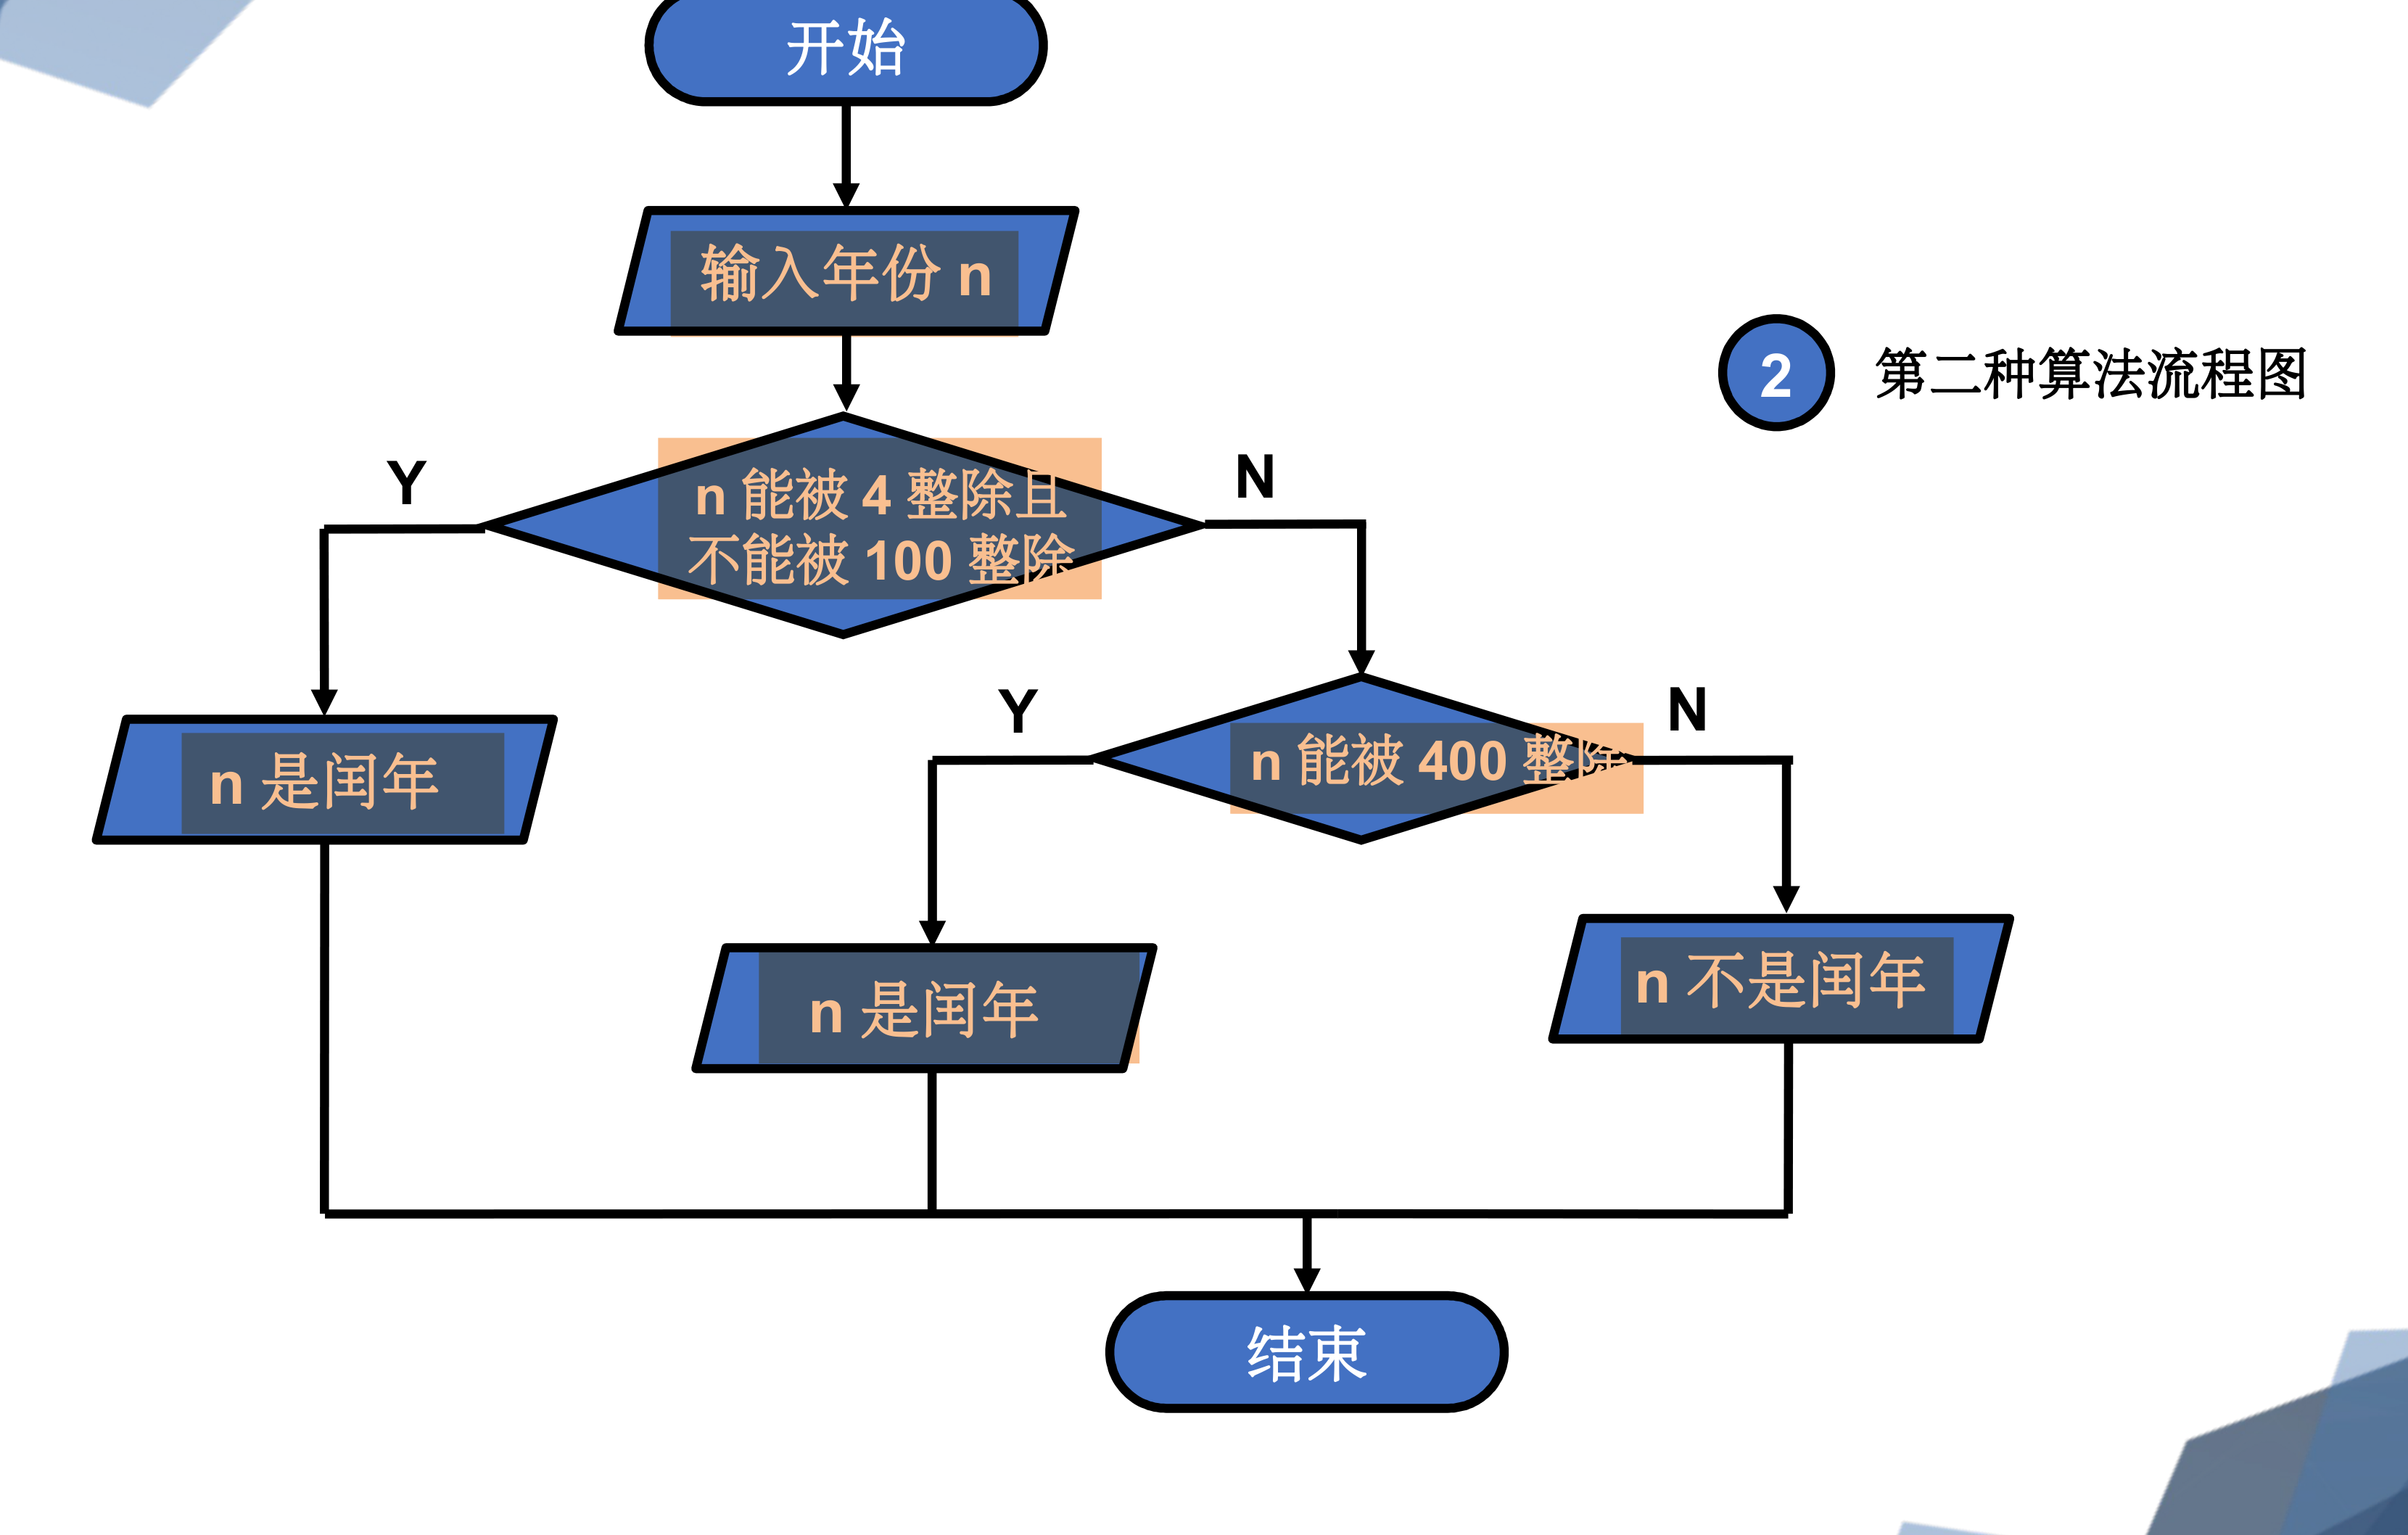 开始
输入年份 n
2
第二种算法流程图
Y
n 能被 4 整除且
不能被 100 整除
N
Y
n 能被 400 整除
N
n 是闰年
n 是闰年
n 不是闰年
结束